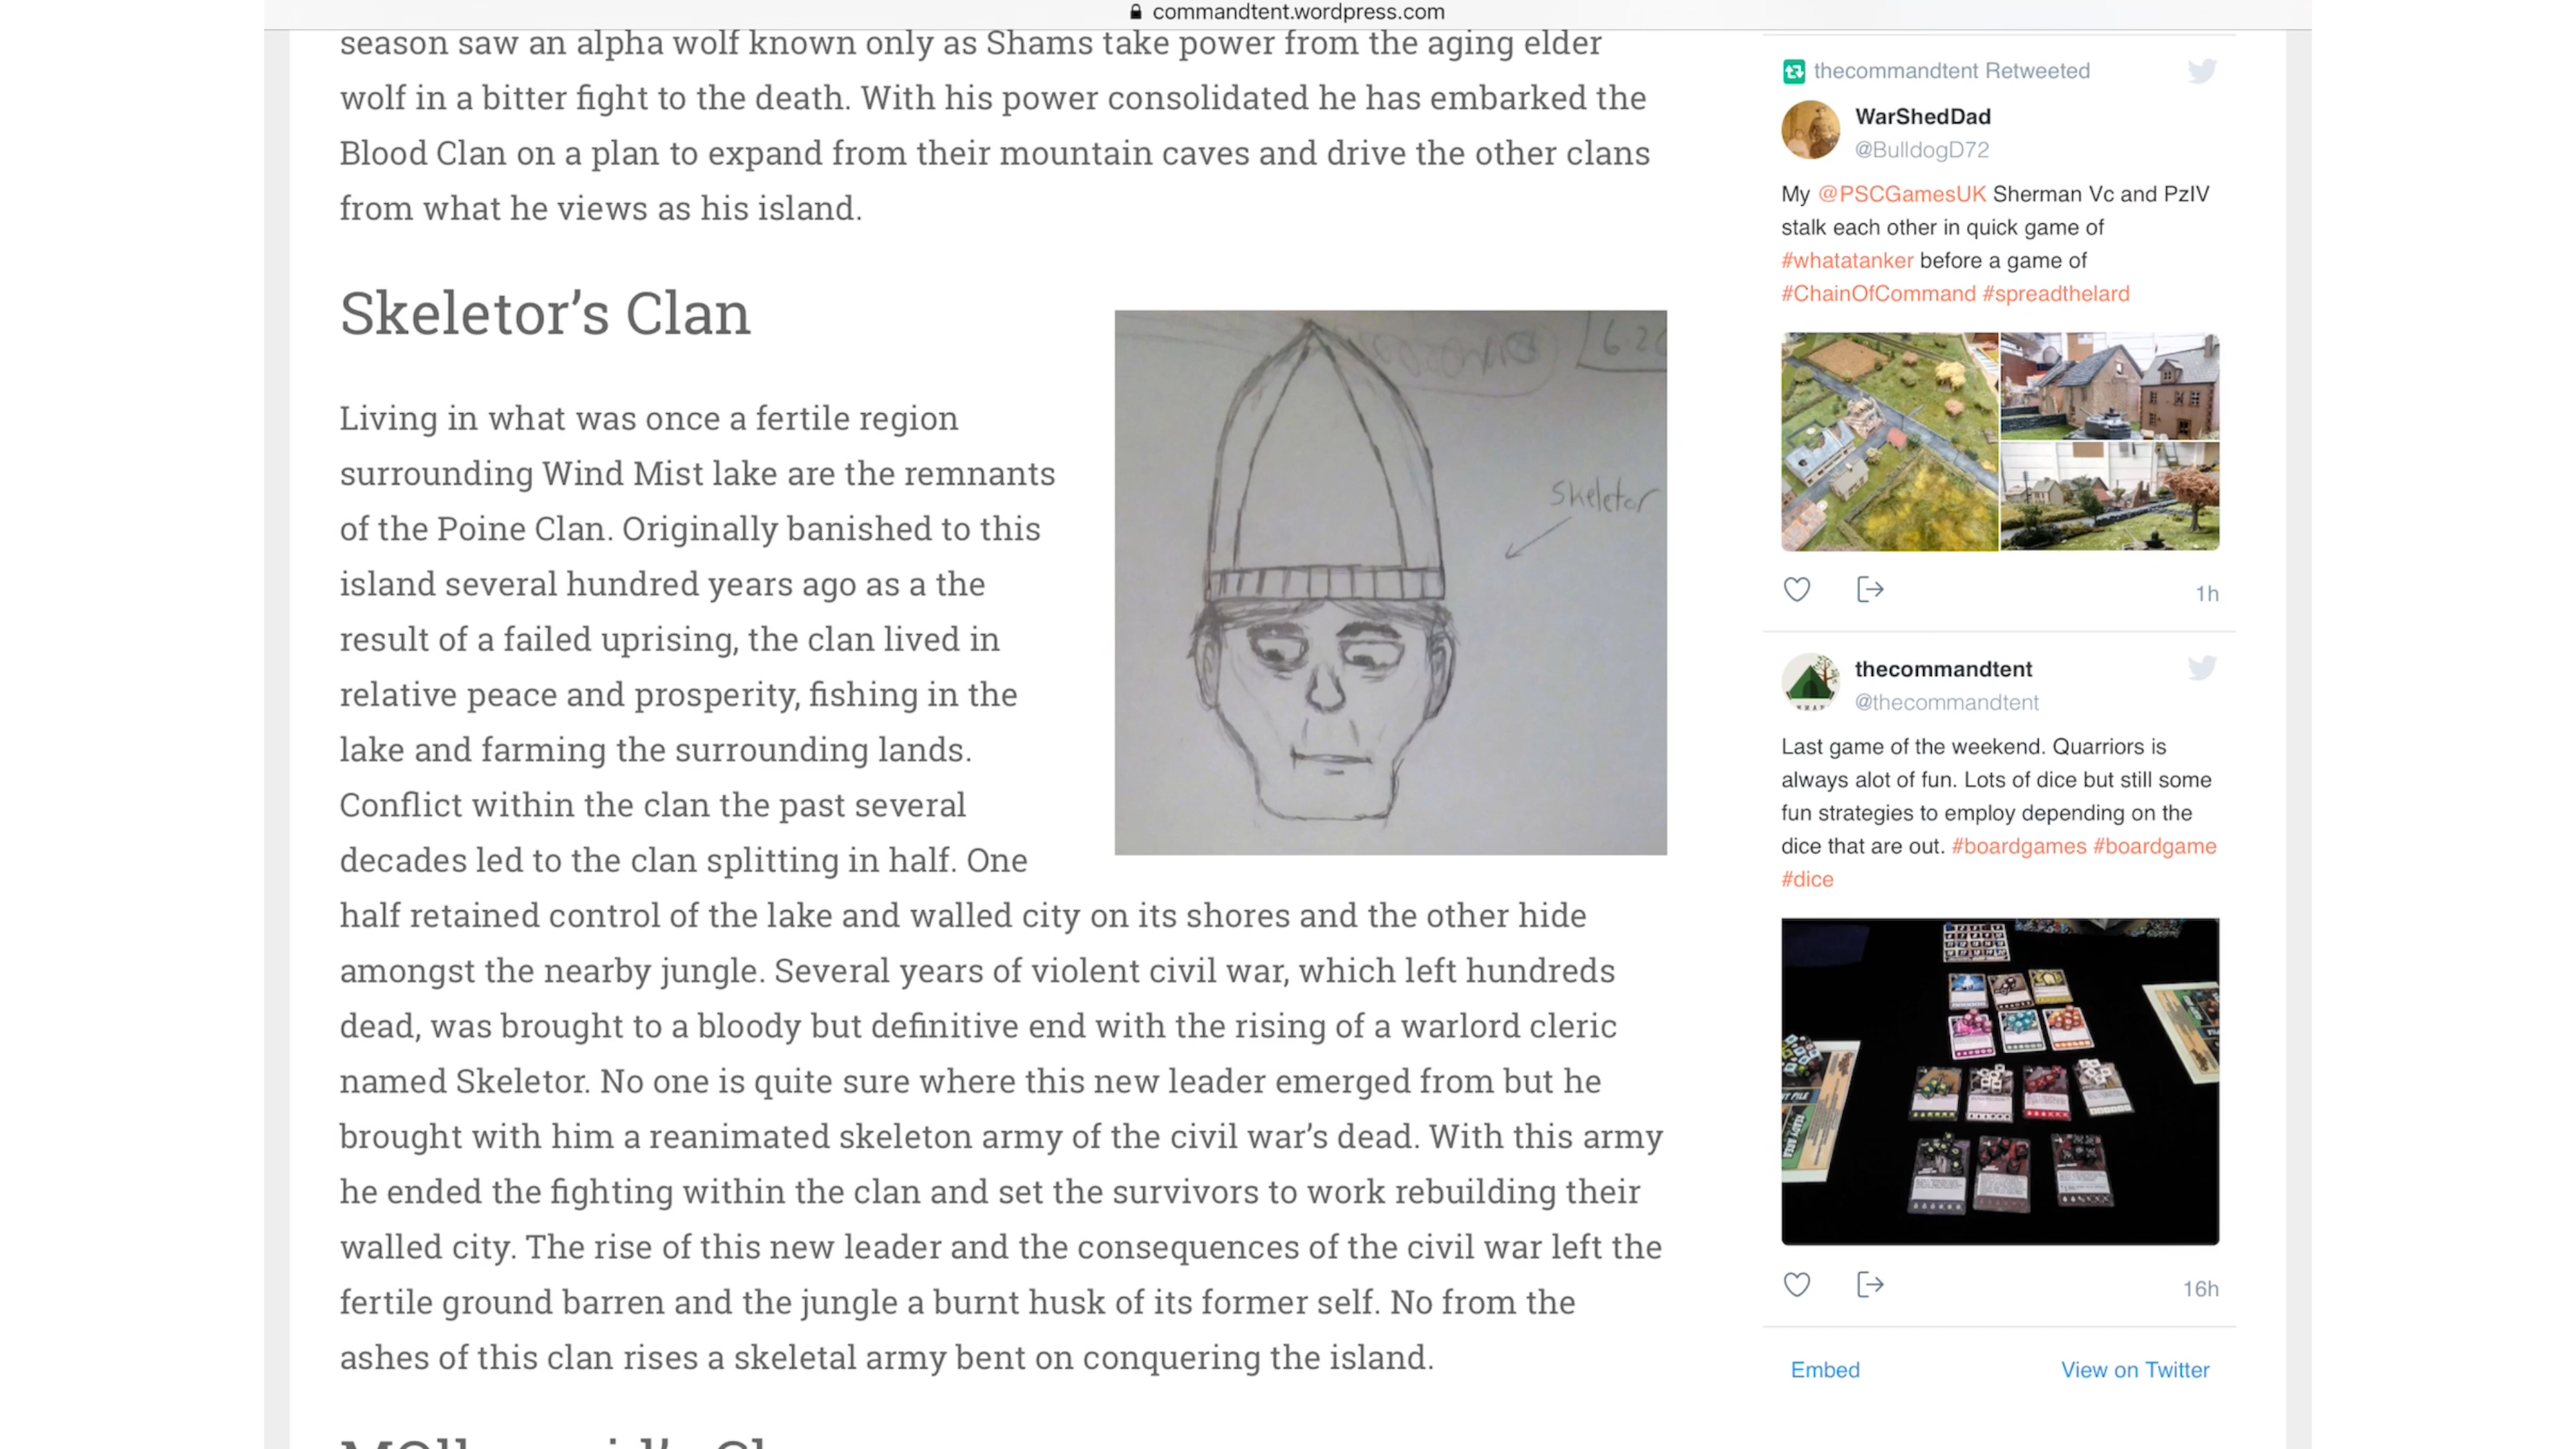 commandtent.wordpress.com
season saw an alpha wolf known only as Shams take power from the aging elder
wolf in a bitter fight to the death. With his power consolidated he has embarked the
Blood Clan on a plan to expand from their mountain caves and drive the other clans
from what he views as his island.
Skeletor’s Clan
Living in what was once a fertile region
surrounding Wind Mist lake are the remnants
of the Poine Clan. Originally banished to this
island several hundred years ago as a the
result of a failed uprising, the clan lived in
relative peace and prosperity, fishing in the
lake and farming the surrounding lands.
Conflict within the clan the past several
decades led to the clan splitting in half. One
half retained control of the lake and walled city on its shores and the other hide
amongst the nearby jungle. Several years of violent civil war, which left hundreds
dead, was brought to a bloody but definitive end with the rising of a warlord cleric
named Skeletor. No one is quite sure where this new leader emerged from but he
brought with him a reanimated skeleton army of the civil war’s dead. With this army
he ended the fighting within the clan and set the survivors to work rebuilding their
walled city. The rise of this new leader and the consequences of the civil war left the
fertile ground barren and the jungle a burnt husk of its former self. No from the
ashes of this clan rises a skeletal army bent on conquering the island.
Skeletor
thecommandtent Retweeted
WarShedDad
@BulldogD72
My @PSCGamesUK Sherman Vc and PzIV
stalk each other in quick game of
#whatatanker before a game of
#ChainOfCommand #spreadthelard
1h
thecommandtent
@thecommandtent
Last game of the weekend. Quarriors is
always alot of fun. Lots of dice but still some
fun strategies to employ depending on the
dice that are out. #boardgames #boardgame
#dice
READY AREA
16h
Embed
View on Twitter